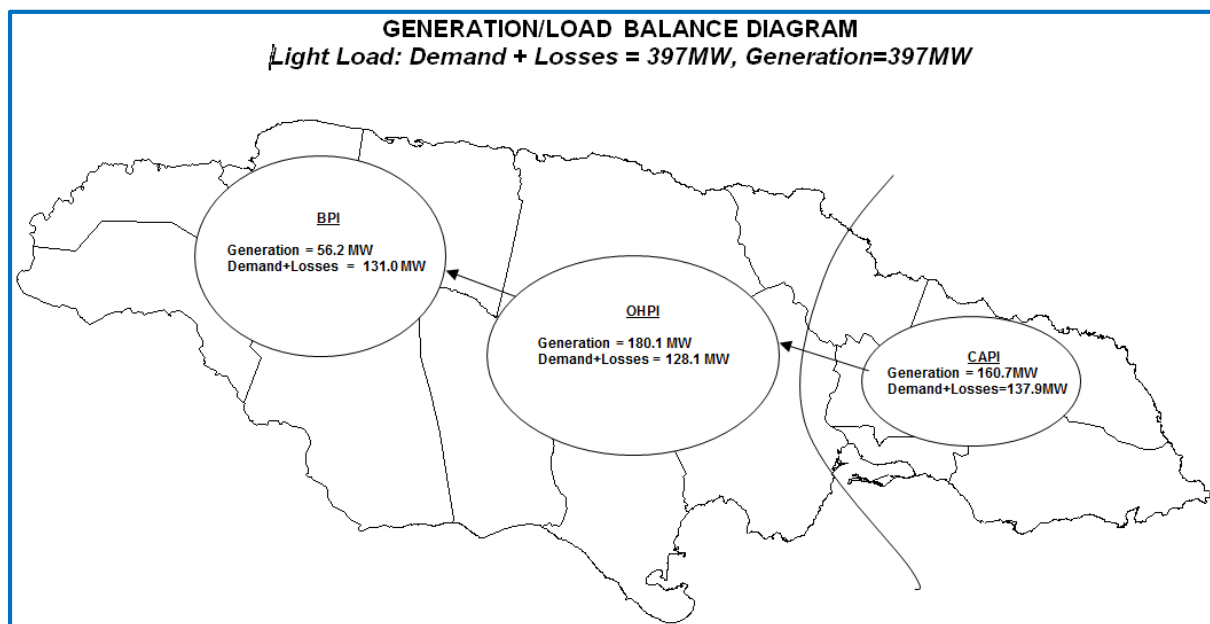 GENERATION/LOAD BALANCE DIAGRAM
Light Load: Demand + Losses = 397MW, Generation=397MW
BPI
Generation = 56.2 MW
Demand+Losses = 131.0 MW
OHPI
Generation = 180.1 MW
Demand+Losses = 128.1 MW
CAPI
Generation = 160.7MW
Demand+Losses=137.9MW